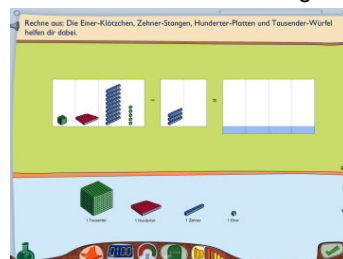 Rechne aus: Die Einer-Klötzchen, Zehner-Stangen, Hunderter-Platten und Tausender-Würfel
helfen dir dabei.
- =
1 Tausender 1 Hunderter 1 Zehner 1 Einer